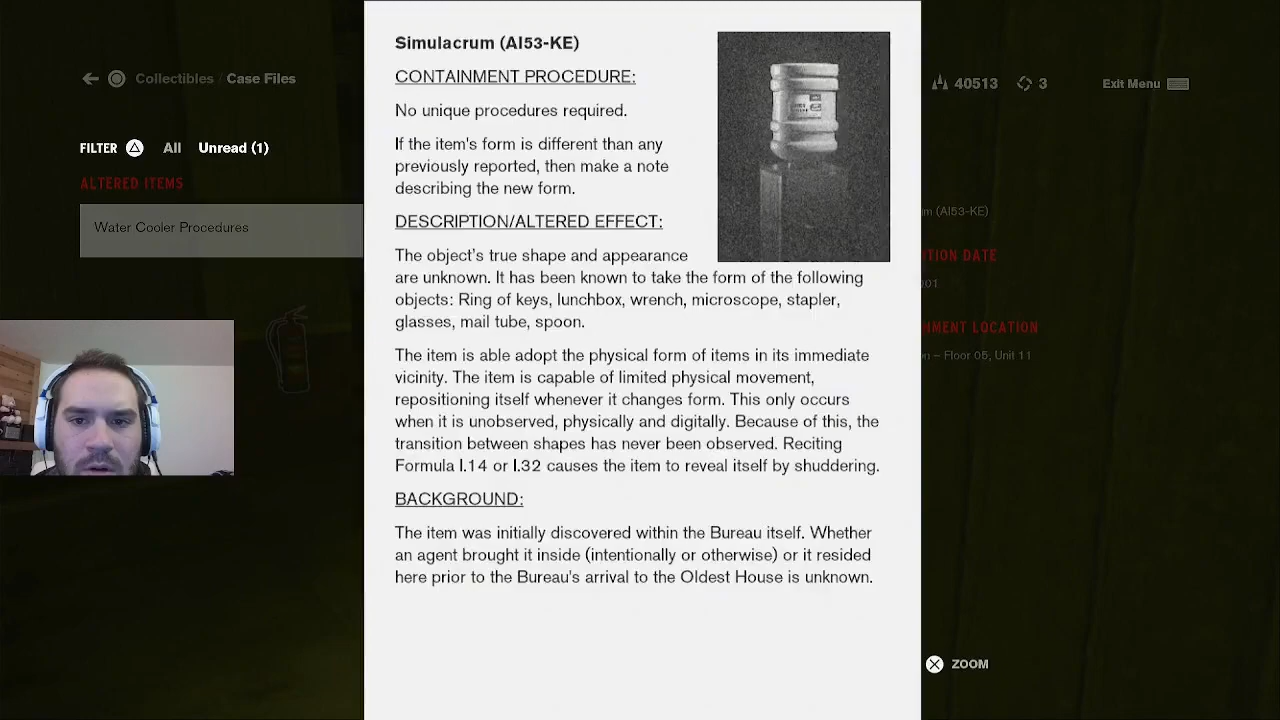 Simulacrum (AI53-KE)
CONTAINMENT PROCEDURE:
No unique procedures required.
If the item's form is different than any
previously reported, then make a note
describing the new form.
DESCRIPTION/ALTERED EFFECT:
The object's true shape and appearance
are unknown. It has been known to take the form of the following
objects: Ring of keys, lunchbox, wrench, microscope, stapler,
glasses, mail tube, spoon.
The item is able adopt the physical form of items in its immediate
vicinity. The item is capable of limited physical movement,
repositioning itself whenever it changes form. This only occurs
when it is unobserved, physically and digitally. Because of this, the
transition between shapes has never been observed. Reciting
Formula I.14 or I.32 causes the item to reveal itself by shuddering.
BACKGROUND:
The item was initially discovered within the Bureau itself. Whether
an agent brought it inside (intentionally or otherwise) or it resided
here prior to the Bureau's arrival to the Oldest House is unknown.
Collectibles / Case Files
FILTER All Unread (1)
ALTERED ITEMS
Water Cooler Procedures
40513 3 Exit Menu
(AI53-KE)
DATE
LOCATION
– Floor 05, Unit 11
ZOOM